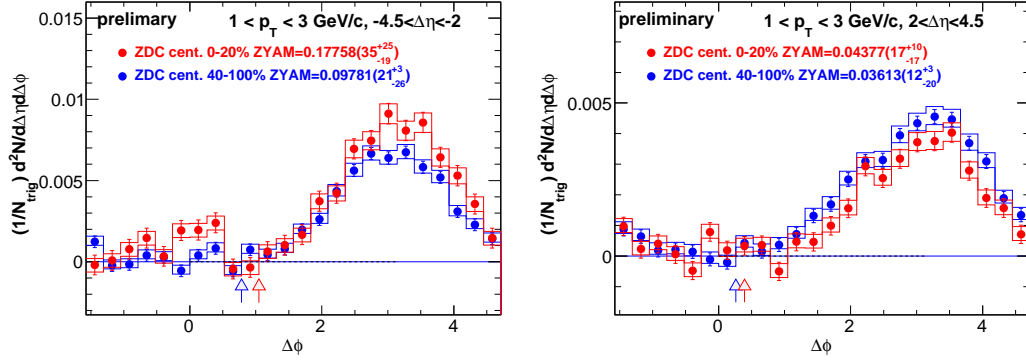 preliminary 1 < p_T < 3 GeV/c, -4.5<Δη<-2
ZDC cent. 0-20% ZYAM=0.17758(35^{+25}_{-19})
ZDC cent. 40-100% ZYAM=0.09781(21^{+3}_{-26})
0.015
0.01
0.005
0
(1/N_trig) d²N/dΔηdΔϕ
0 2 4
Δϕ
preliminary 1 < p_T < 3 GeV/c, 2<Δη<4.5
ZDC cent. 0-20% ZYAM=0.04377(17^{+10}_{-17})
ZDC cent. 40-100% ZYAM=0.03613(12^{+3}_{-20})
0.005
0
(1/N_trig) d²N/dΔηdΔϕ
0 2 4
Δϕ